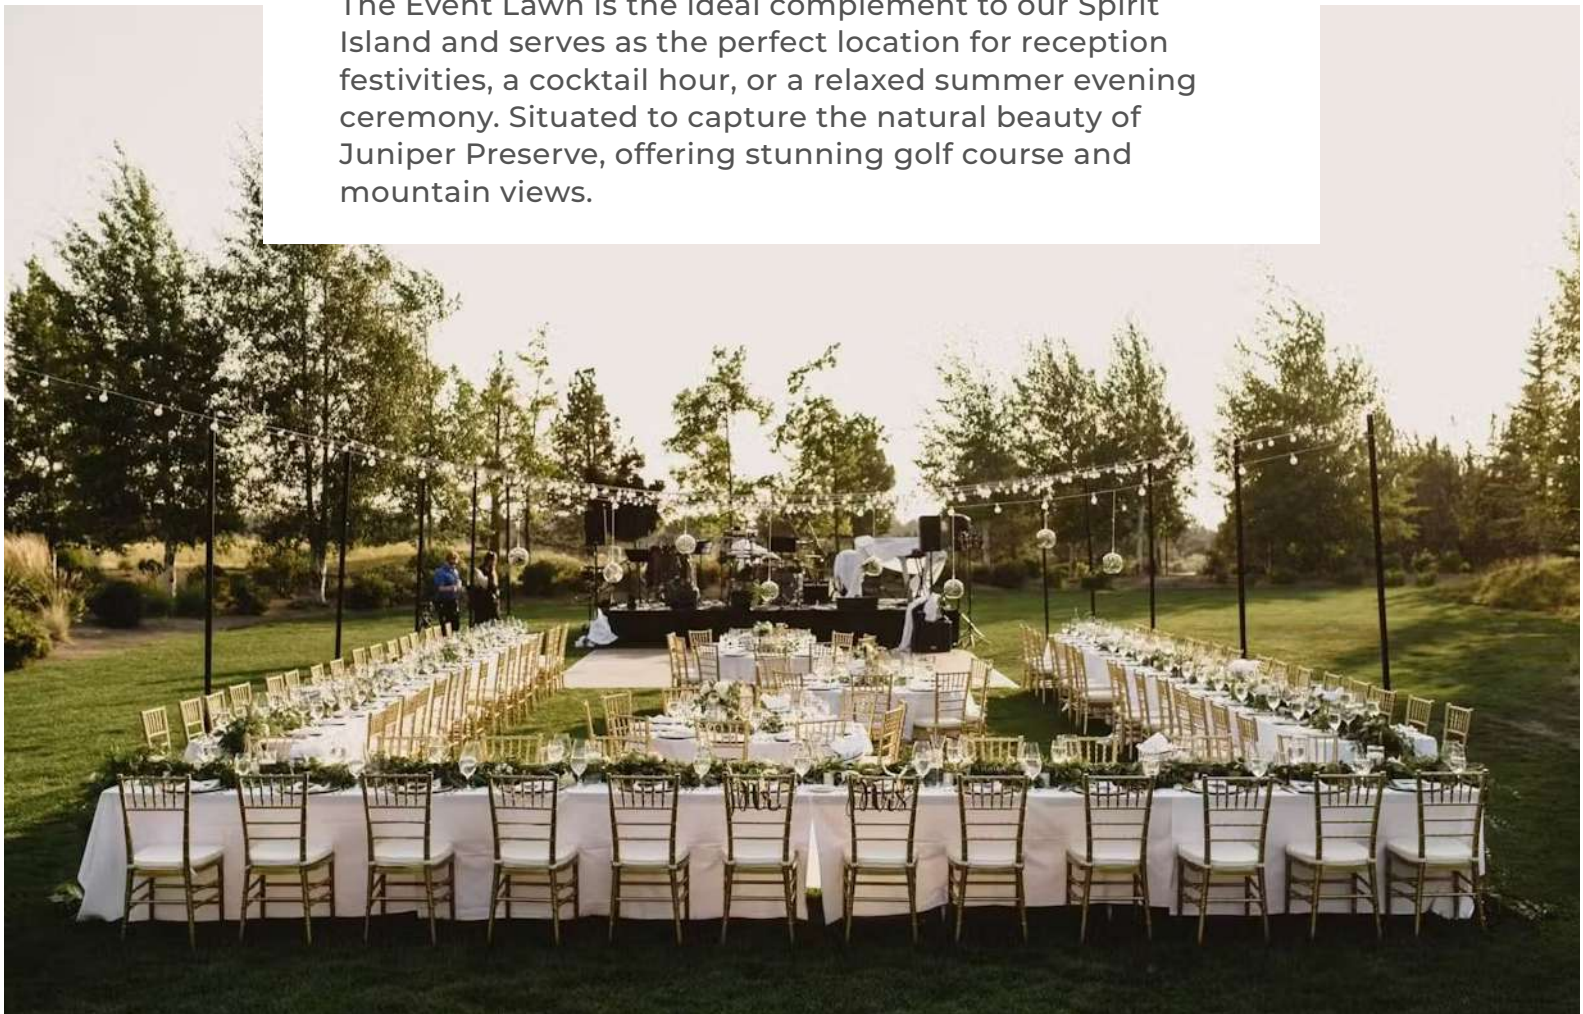 The Event Lawn is the ideal complement to our Spirit
Island and serves as the perfect location for reception
festivities, a cocktail hour, or a relaxed summer evening
ceremony. Situated to capture the natural beauty of
Juniper Preserve, offering stunning golf course and
mountain views.
mr mrs